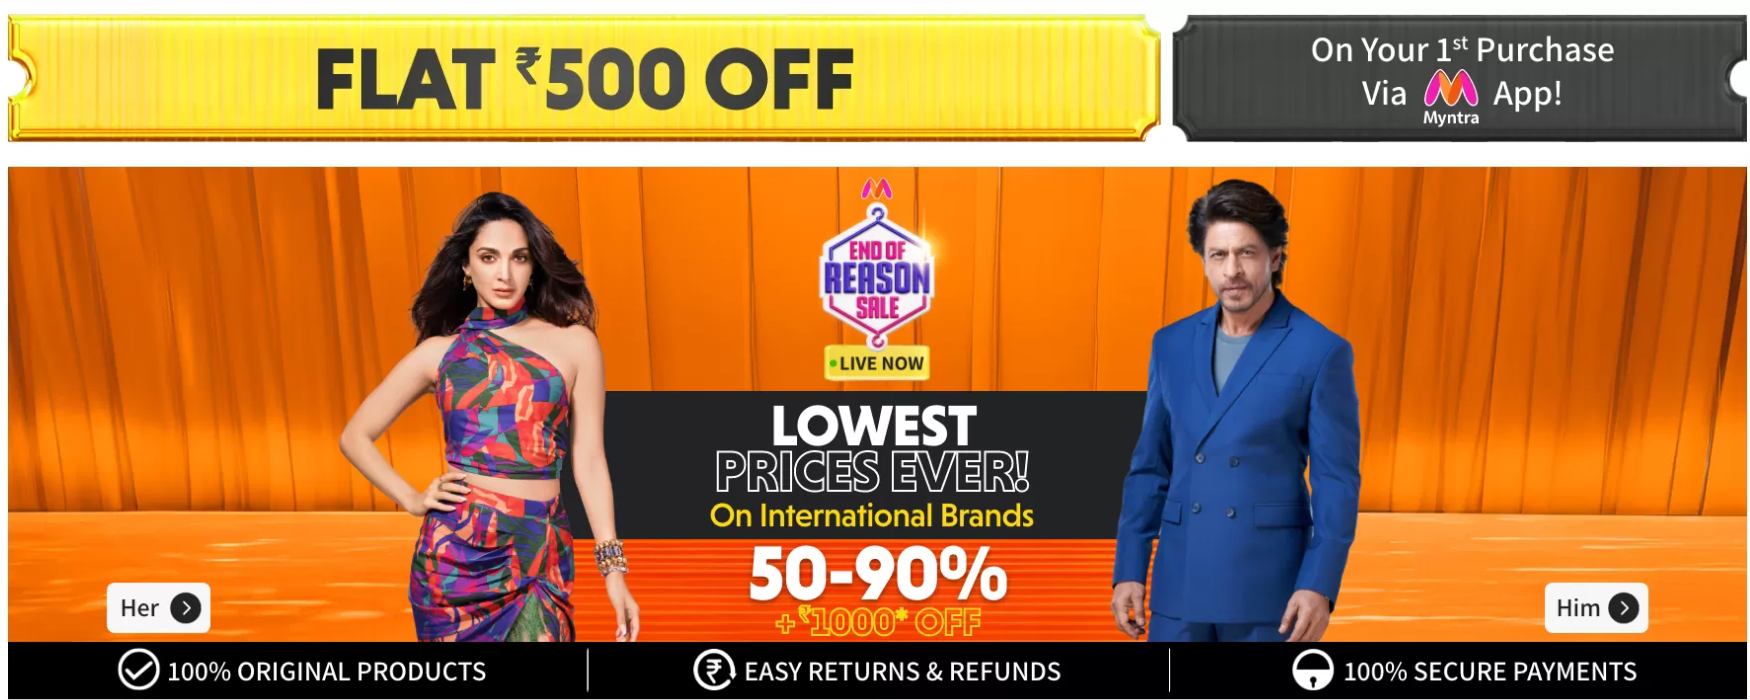 FLAT ₹500 OFF
On Your 1st Purchase
Via M App!
Myntra
END OF
REASON
SALE
LIVE NOW
LOWEST
PRICES EVER!
On International Brands
50-90%
+₹1000* OFF
Her
Him
100% ORIGINAL PRODUCTS
EASY RETURNS & REFUNDS
100% SECURE PAYMENTS